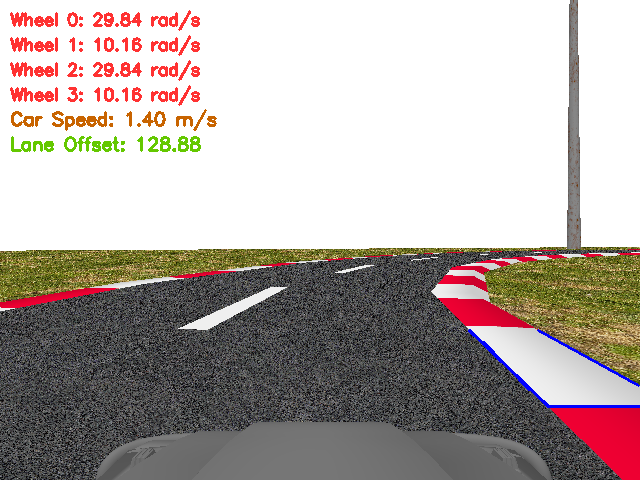 Wheel 0: 29.84 rad/s
Wheel 1: 10.16 rad/s
Wheel 2: 29.84 rad/s
Wheel 3: 10.16 rad/s
Car Speed: 1.40 m/s
Lane Offset: 128.88